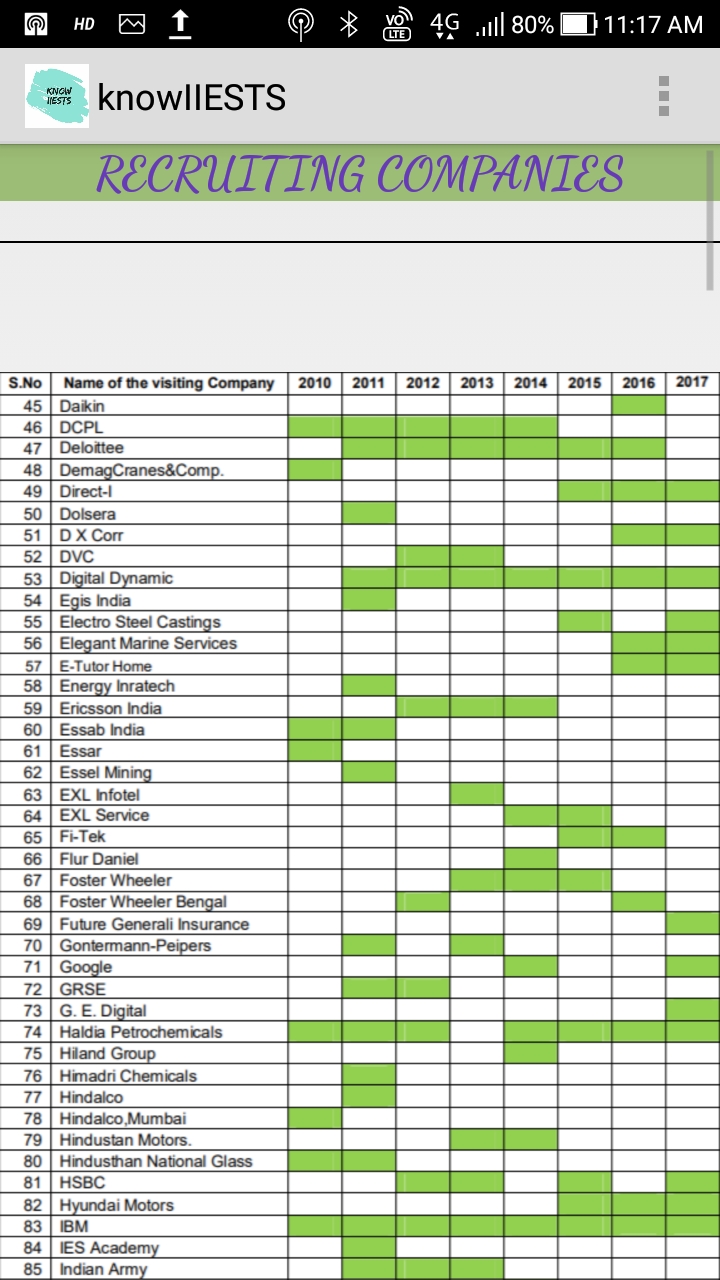 HD VO LTE 4G 80% 11:17 AM
KNOW IIESTS knowIIESTS
RECRUITING COMPANIES
S.No Name of the visiting Company 2010 2011 2012 2013 2014 2015 2016 2017
45 Daikin
46 DCPL
47 Deloittee
48 DemagCranes&Comp.
49 Direct-I
50 Dolsera
51 D X Corr
52 DVC
53 Digital Dynamic
54 Egis India
55 Electro Steel Castings
56 Elegant Marine Services
57 E-Tutor Home
58 Energy Inratech
59 Ericsson India
60 Essab India
61 Essar
62 Essel Mining
63 EXL Infotel
64 EXL Service
65 Fi-Tek
66 Flur Daniel
67 Foster Wheeler
68 Foster Wheeler Bengal
69 Future Generali Insurance
70 Gontermann-Peipers
71 Google
72 GRSE
73 G. E. Digital
74 Haldia Petrochemicals
75 Hiland Group
76 Himadri Chemicals
77 Hindalco
78 Hindalco,Mumbai
79 Hindustan Motors.
80 Hindusthan National Glass
81 HSBC
82 Hyundai Motors
83 IBM
84 IES Academy
85 Indian Army